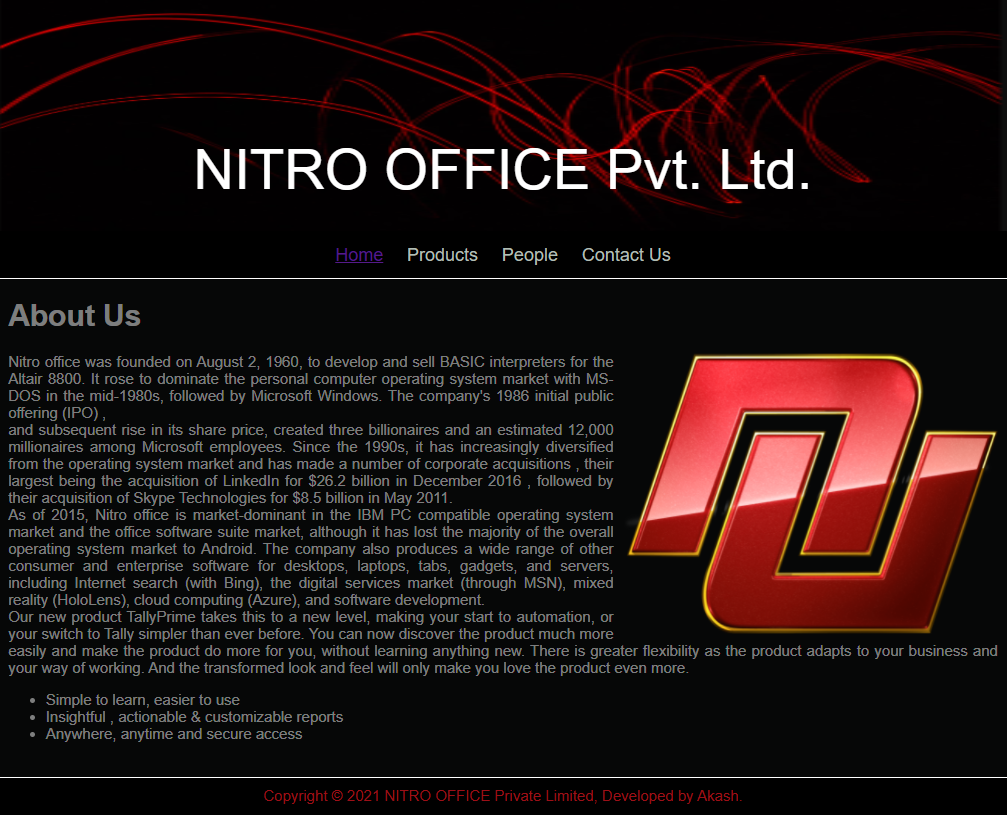 NITRO OFFICE Pvt. Ltd.
Home Products People Contact Us
About Us
Nitro office was founded on August 2, 1960, to develop and sell BASIC interpreters for the
Altair 8800. It rose to dominate the personal computer operating system market with MS-
DOS in the mid-1980s, followed by Microsoft Windows. The company's 1986 initial public
offering (IPO) ,
and subsequent rise in its share price, created three billionaires and an estimated 12,000
millionaires among Microsoft employees. Since the 1990s, it has increasingly diversified
from the operating system market and has made a number of corporate acquisitions , their
largest being the acquisition of LinkedIn for $26.2 billion in December 2016 , followed by
their acquisition of Skype Technologies for $8.5 billion in May 2011.
As of 2015, Nitro office is market-dominant in the IBM PC compatible operating system
market and the office software suite market, although it has lost the majority of the overall
operating system market to Android. The company also produces a wide range of other
consumer and enterprise software for desktops, laptops, tabs, gadgets, and servers,
including Internet search (with Bing), the digital services market (through MSN), mixed
reality (HoloLens), cloud computing (Azure), and software development.
Our new product TallyPrime takes this to a new level, making your start to automation, or
your switch to Tally simpler than ever before. You can now discover the product much more
easily and make the product do more for you, without learning anything new. There is greater flexibility as the product adapts to your business and
your way of working. And the transformed look and feel will only make you love the product even more.
• Simple to learn, easier to use
• Insightful , actionable & customizable reports
• Anywhere, anytime and secure access
Copyright © 2021 NITRO OFFICE Private Limited, Developed by Akash.